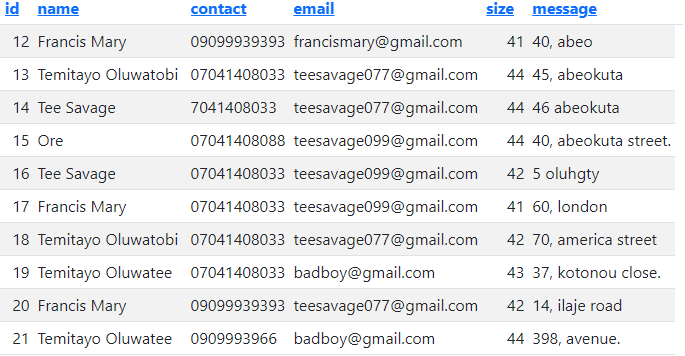 id name contact email size message
12 Francis Mary 09099939393 francismary@gmail.com 41 40, abeo
13 Temitayo Oluwatobi 07041408033 teesavage077@gmail.com 44 45, abeokuta
14 Tee Savage 7041408033 teesavage077@gmail.com 44 46 abeokuta
15 Ore 07041408088 teesavage099@gmail.com 44 40, abeokuta street.
16 Tee Savage 07041408033 teesavage099@gmail.com 42 5 oluhgty
17 Francis Mary 07041408033 teesavage099@gmail.com 41 60, london
18 Temitayo Oluwatobi 07041408033 teesavage077@gmail.com 42 70, america street
19 Temitayo Oluwatee 07041408033 badboy@gmail.com 43 37, kotonou close.
20 Francis Mary 09099939393 teesavage077@gmail.com 42 14, ilaje road
21 Temitayo Oluwatee 0909993966 badboy@gmail.com 44 398, avenue.